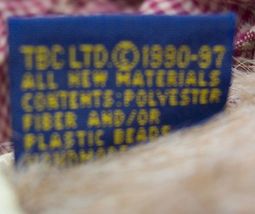 TBC LTD.© 1990-97
ALL NEW MATERIALS
CONTENTS: POLYESTER
FIBER AND/OR
PLASTIC BEADS